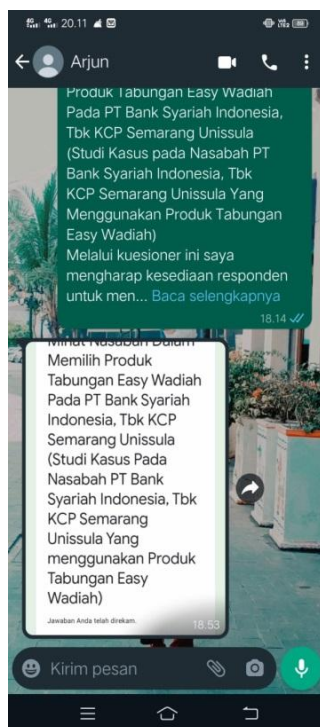 20.11
Arjun
Produk Tabungan Easy Wadiah
Pada PT Bank Syariah Indonesia,
Tbk KCP Semarang Unissula
(Studi Kasus pada Nasabah PT
Bank Syariah Indonesia, Tbk
KCP Semarang Unissula Yang
Menggunakan Produk Tabungan
Easy Wadiah)
Melalui kuesioner ini saya
mengharap kesediaan responden
untuk men... Baca selengkapnya
18.14
Minat Nasabah Dalam
Memilih Produk
Tabungan Easy Wadiah
Pada PT Bank Syariah
Indonesia, Tbk KCP
Semarang Unissula
(Studi Kasus Pada
Nasabah PT Bank
Syariah Indonesia, Tbk
KCP Semarang
Unissula Yang
menggunakan Produk
Tabungan Easy
Wadiah)
Jawaban Anda telah direkam.
18.53
Kirim pesan